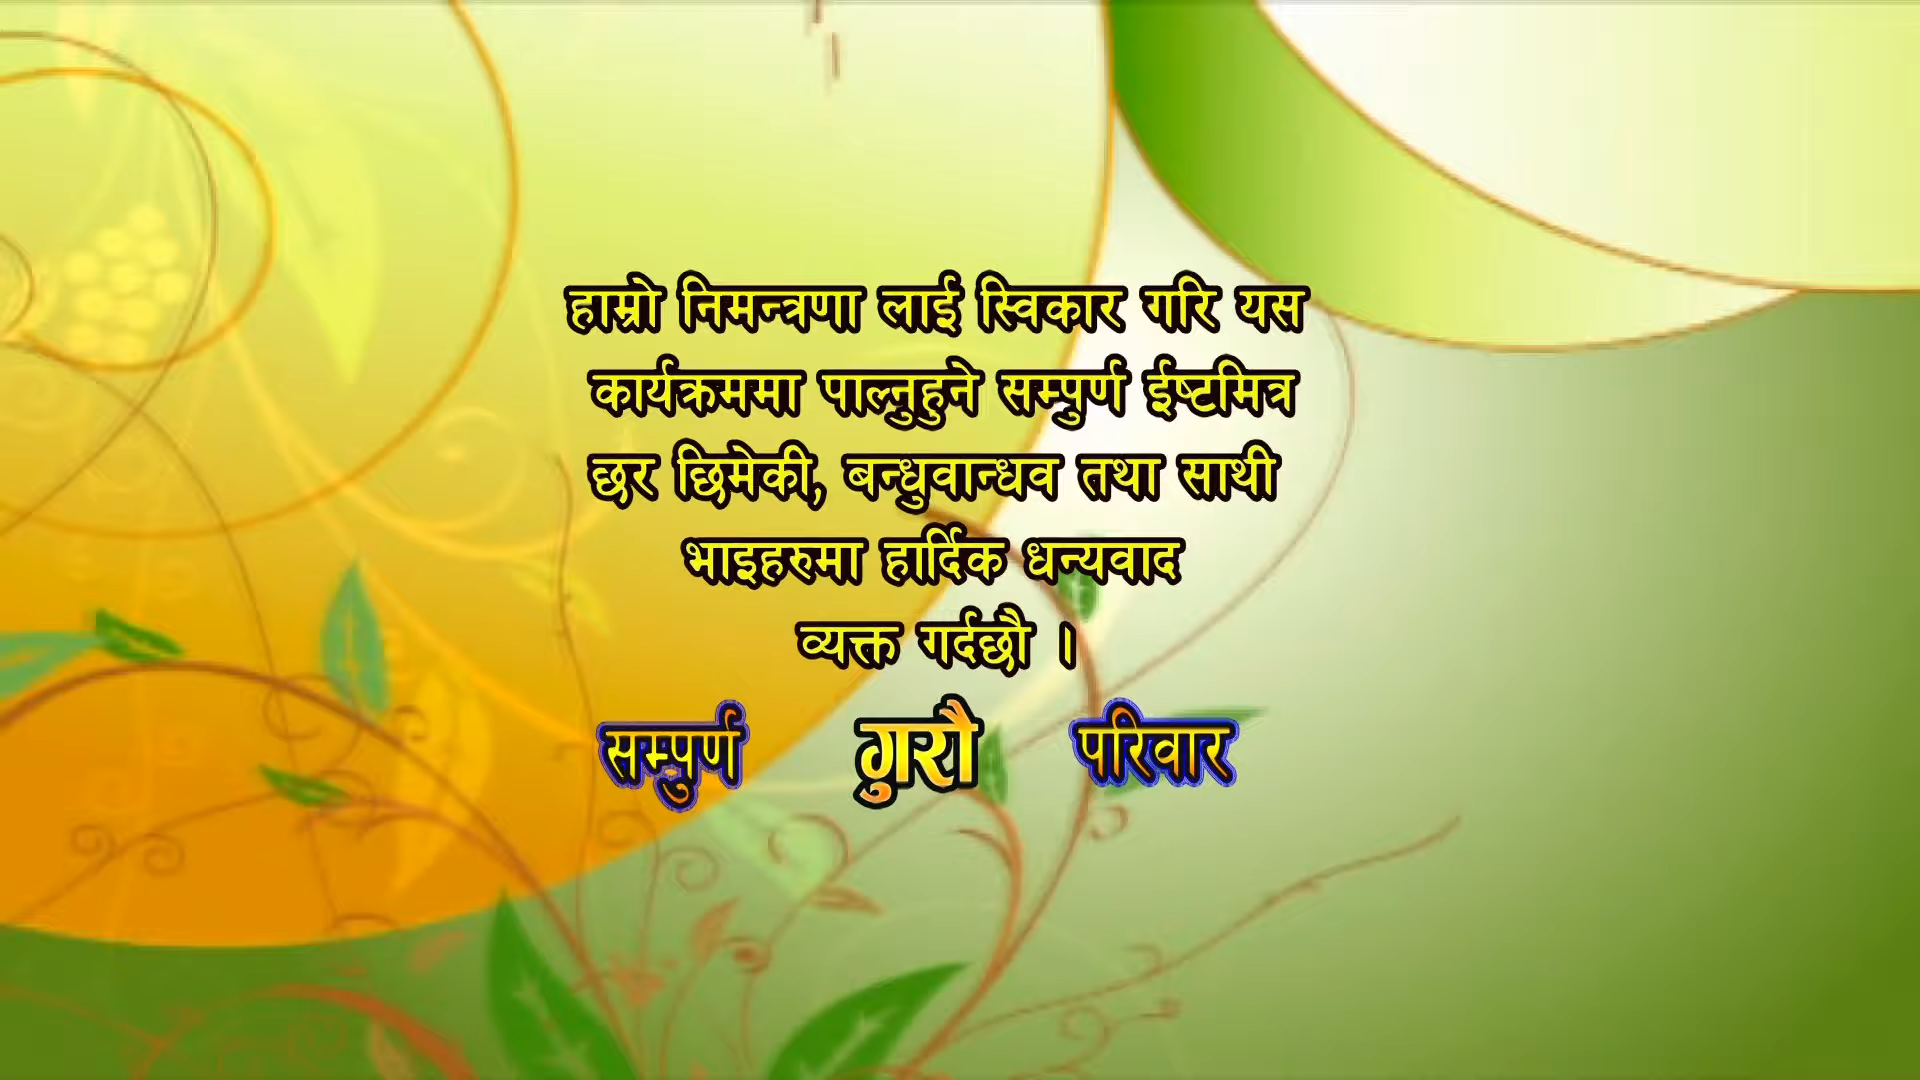 हाम्रो निमन्त्रणा लाई स्विकार गरि यस
कार्यक्रममा पाल्नुहुने सम्पुर्ण ईष्टमित्र
छर छिमेकी, बन्धुवान्धव तथा साथी
भाइहरुमा हार्दिक धन्यवाद
व्यक्त गर्दछौ ।
सम्पुर्ण गुरौ परिवार